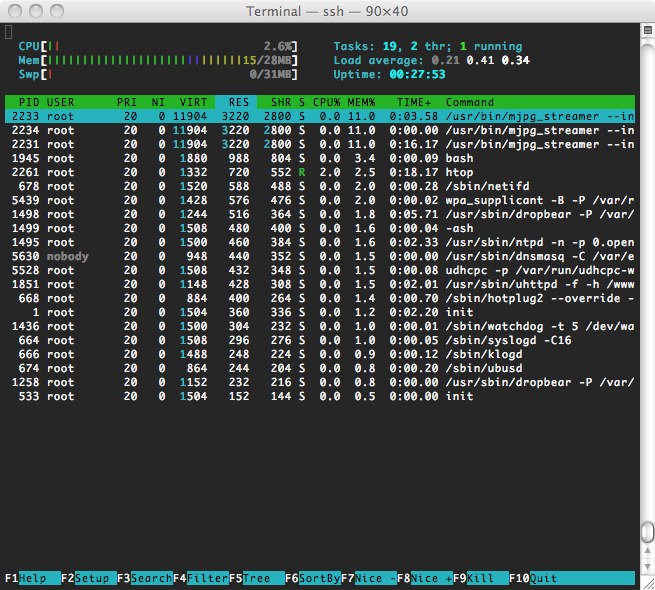 Terminal — ssh — 90×40
CPU[|| 2.6%] Tasks: 19, 2 thr; 1 running
Mem[||||||||||||||||||||||||||||15/28MB] Load average: 0.21 0.41 0.34
Swp[| 0/31MB] Uptime: 00:27:53
PID USER PRI NI VIRT RES SHR S CPU% MEM% TIME+ Command
2233 root 20 0 11904 3220 2800 S 0.0 11.0 0:03.58 /usr/bin/mjpg_streamer --in
2234 root 20 0 11904 3220 2800 S 0.0 11.0 0:00.00 /usr/bin/mjpg_streamer --in
2231 root 20 0 11904 3220 2800 S 0.0 11.0 0:16.17 /usr/bin/mjpg_streamer --in
1945 root 20 0 1880 988 804 S 0.0 3.4 0:00.09 bash
2261 root 20 0 1332 720 552 R 2.0 2.5 0:18.17 htop
678 root 20 0 1520 588 488 S 0.0 2.0 0:00.28 /sbin/netifd
5439 root 20 0 1428 576 476 S 0.0 2.0 0:00.02 wpa_supplicant -B -P /var/r
1498 root 20 0 1244 516 364 S 0.0 1.8 0:05.71 /usr/sbin/dropbear -P /var/
1499 root 20 0 1508 480 400 S 0.0 1.6 0:00.04 -ash
1495 root 20 0 1500 460 384 S 0.0 1.6 0:02.33 /usr/sbin/ntpd -n -p 0.open
5630 nobody 20 0 948 440 352 S 0.0 1.5 0:00.00 /usr/sbin/dnsmasq -C /var/e
5528 root 20 0 1508 432 348 S 0.0 1.5 0:00.08 udhcpc -p /var/run/udhcpc-w
1851 root 20 0 1148 428 308 S 0.0 1.5 0:02.01 /usr/sbin/uhttpd -f -h /www
668 root 20 0 884 400 264 S 0.0 1.4 0:00.70 /sbin/hotplug2 --override -
1 root 20 0 1504 360 336 S 0.0 1.2 0:02.20 init
1436 root 20 0 1500 304 232 S 0.0 1.0 0:00.01 /sbin/watchdog -t 5 /dev/wa
664 root 20 0 1508 296 276 S 0.0 1.0 0:00.05 /sbin/syslogd -C16
666 root 20 0 1488 248 224 S 0.0 0.9 0:00.12 /sbin/klogd
674 root 20 0 864 244 204 S 0.0 0.8 0:00.20 /sbin/ubusd
1258 root 20 0 1152 232 216 S 0.0 0.8 0:00.00 /usr/sbin/dropbear -P /var/
533 root 20 0 1504 152 144 S 0.0 0.5 0:00.00 init
F1Help F2Setup F3SearchF4FilterF5Tree F6SortByF7Nice -F8Nice +F9Kill F10Quit